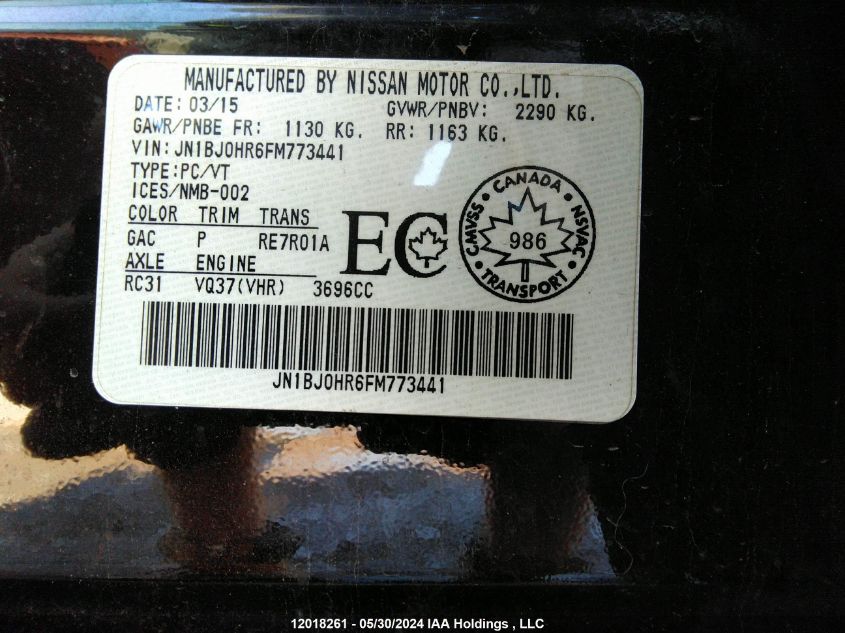 MANUFACTURED BY NISSAN MOTOR CO.,LTD.
DATE: 03/15 GVWR/PNBV: 2290 KG.
GAWR/PNBE FR: 1130 KG. RR: 1163 KG.
VIN: JN1BJ0HR6FM773441
TYPE: PC/VT
ICES/NMB-002
COLOR TRIM TRANS
GAC P RE7R01A
AXLE ENGINE
RC31 VQ37(VHR) 3696CC
EC
CANADA
CMVSS 986 NSVAC
TRANSPORT
JN1BJ0HR6FM773441
12018261 - 05/30/2024 IAA Holdings , LLC